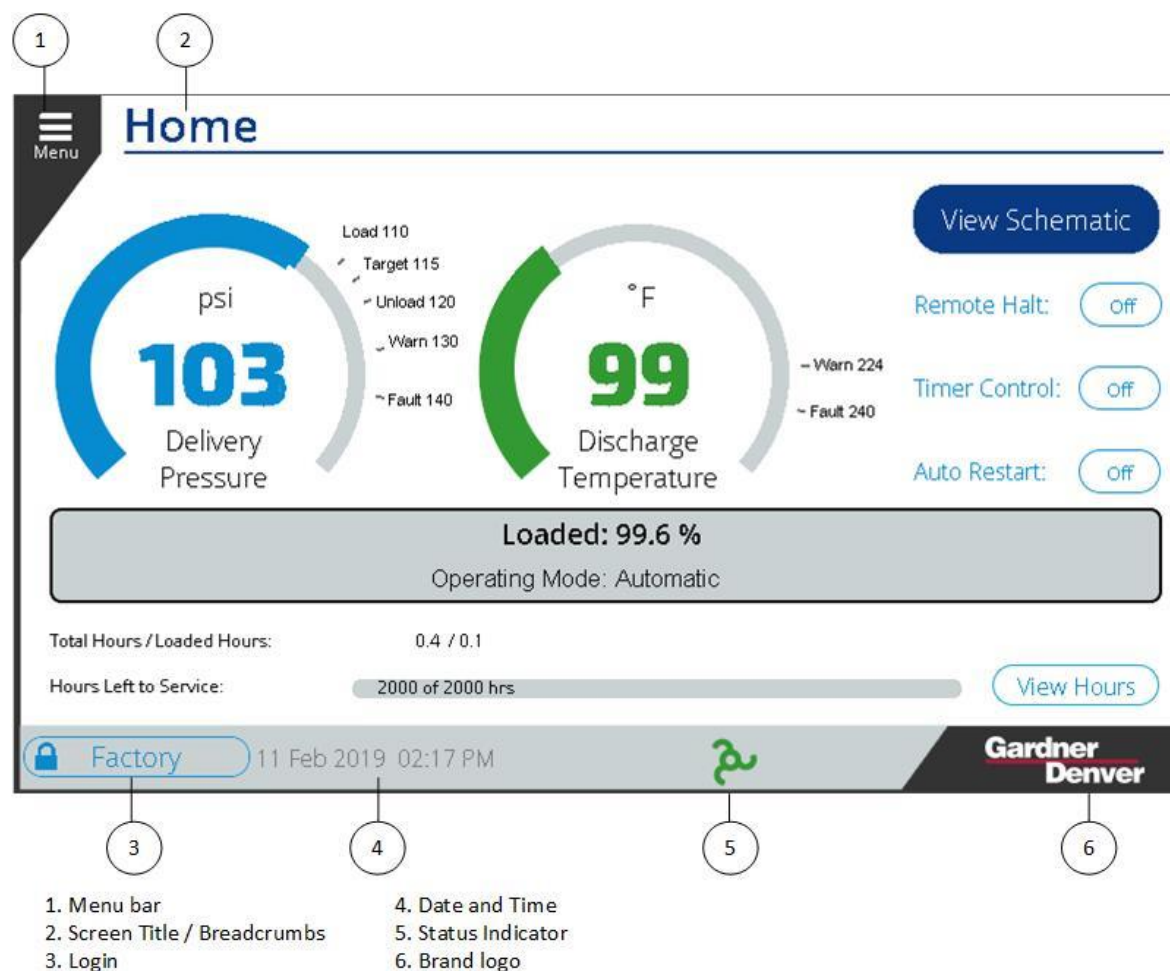 1
2
Menu
Home
View Schematic
Load 110
Target 115
Unload 120
Warn 130
Fault 140
psi
103
Delivery
Pressure
°F
99
Discharge
Temperature
Warn 224
Fault 240
Remote Halt: Off
Timer Control: Off
Auto Restart: Off
Loaded: 99.6 %
Operating Mode: Automatic
Total Hours / Loaded Hours: 0.4 / 0.1
Hours Left to Service: 2000 of 2000 hrs
View Hours
Factory
11 Feb 2019 02:17 PM
Gardner
Denver
3
4
5
6
1. Menu bar
2. Screen Title / Breadcrumbs
3. Login
4. Date and Time
5. Status Indicator
6. Brand logo